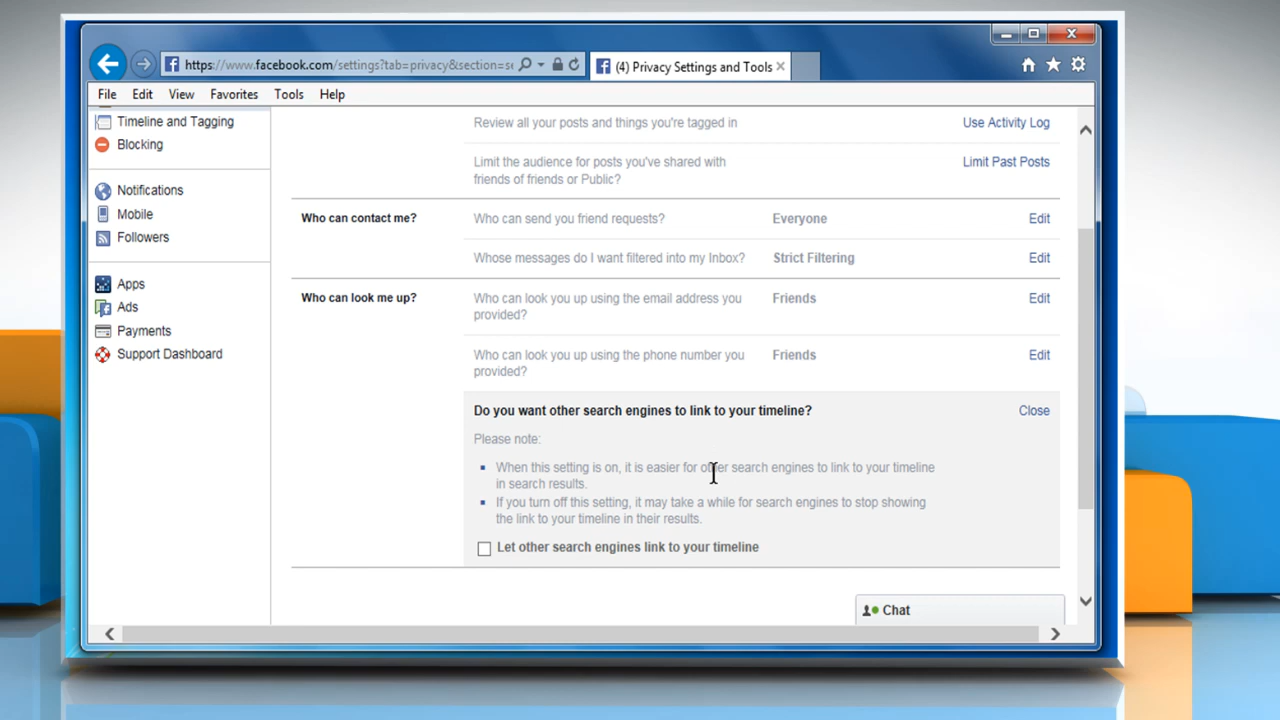 https://www.facebook.com/settings?tab=privacy&section=se
(4) Privacy Settings and Tools
File Edit View Favorites Tools Help
Timeline and Tagging
Blocking
Notifications
Mobile
Followers
Apps
Ads
Payments
Support Dashboard
Review all your posts and things you're tagged in Use Activity Log
Limit the audience for posts you've shared with
friends of friends or Public? Limit Past Posts
Who can contact me? Who can send you friend requests? Everyone Edit
Whose messages do I want filtered into my Inbox? Strict Filtering Edit
Who can look me up? Who can look you up using the email address you
provided? Friends Edit
Who can look you up using the phone number you
provided? Friends Edit
Do you want other search engines to link to your timeline? Close
Please note:
When this setting is on, it is easier for other search engines to link to your timeline
in search results.
If you turn off this setting, it may take a while for search engines to stop showing
the link to your timeline in their results.
Let other search engines link to your timeline
Chat